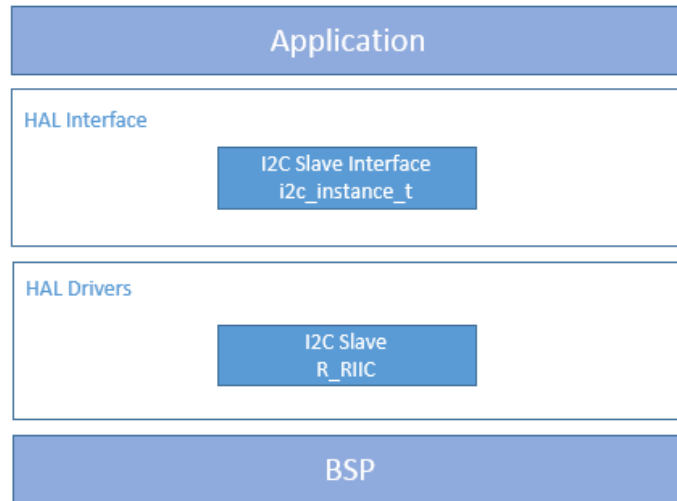 Application
HAL Interface
I2C Slave Interface
i2c_instance_t
HAL Drivers
I2C Slave
R_RIIC
BSP